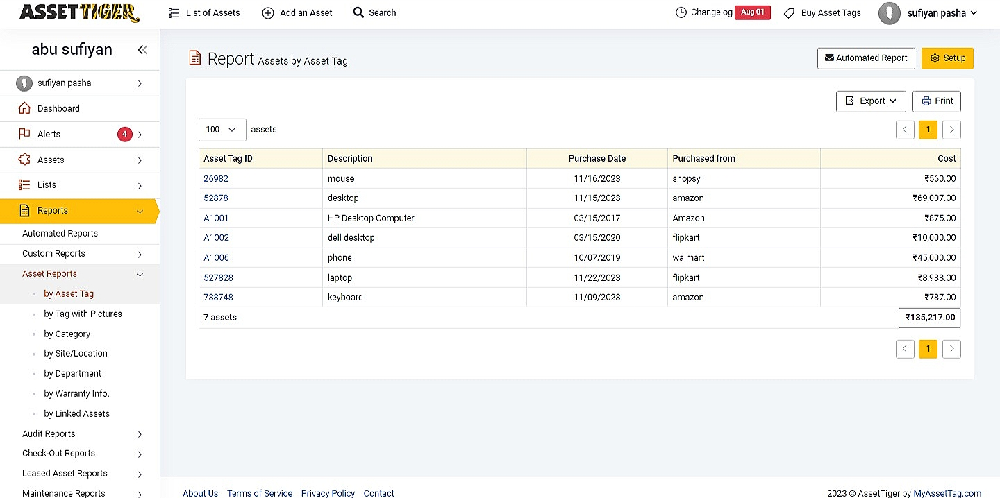 ASSETTIGER
List of Assets
Add an Asset
Search
Changelog Aug 01
Buy Asset Tags
sufiyan pasha
abu sufiyan
sufiyan pasha
Dashboard
Alerts 4
Assets
Lists
Reports
Automated Reports
Custom Reports
Asset Reports
by Asset Tag
by Tag with Pictures
by Category
by Site/Location
by Department
by Warranty Info.
by Linked Assets
Audit Reports
Check-Out Reports
Leased Asset Reports
Maintenance Reports
Report Assets by Asset Tag
Automated Report
Setup
Export
Print
100 assets
1
Asset Tag ID Description Purchase Date Purchased from Cost
26982 mouse 11/16/2023 shopsy ₹560.00
52878 desktop 11/15/2023 amazon ₹69,007.00
A1001 HP Desktop Computer 03/15/2017 Amazon ₹875.00
A1002 dell desktop 03/15/2020 flipkart ₹10,000.00
A1006 phone 10/07/2019 walmart ₹45,000.00
527828 laptop 11/22/2023 flipkart ₹8,988.00
738748 keyboard 11/09/2023 amazon ₹787.00
7 assets ₹135,217.00
1
About Us Terms of Service Privacy Policy Contact
2023 © AssetTiger by MyAssetTag.com